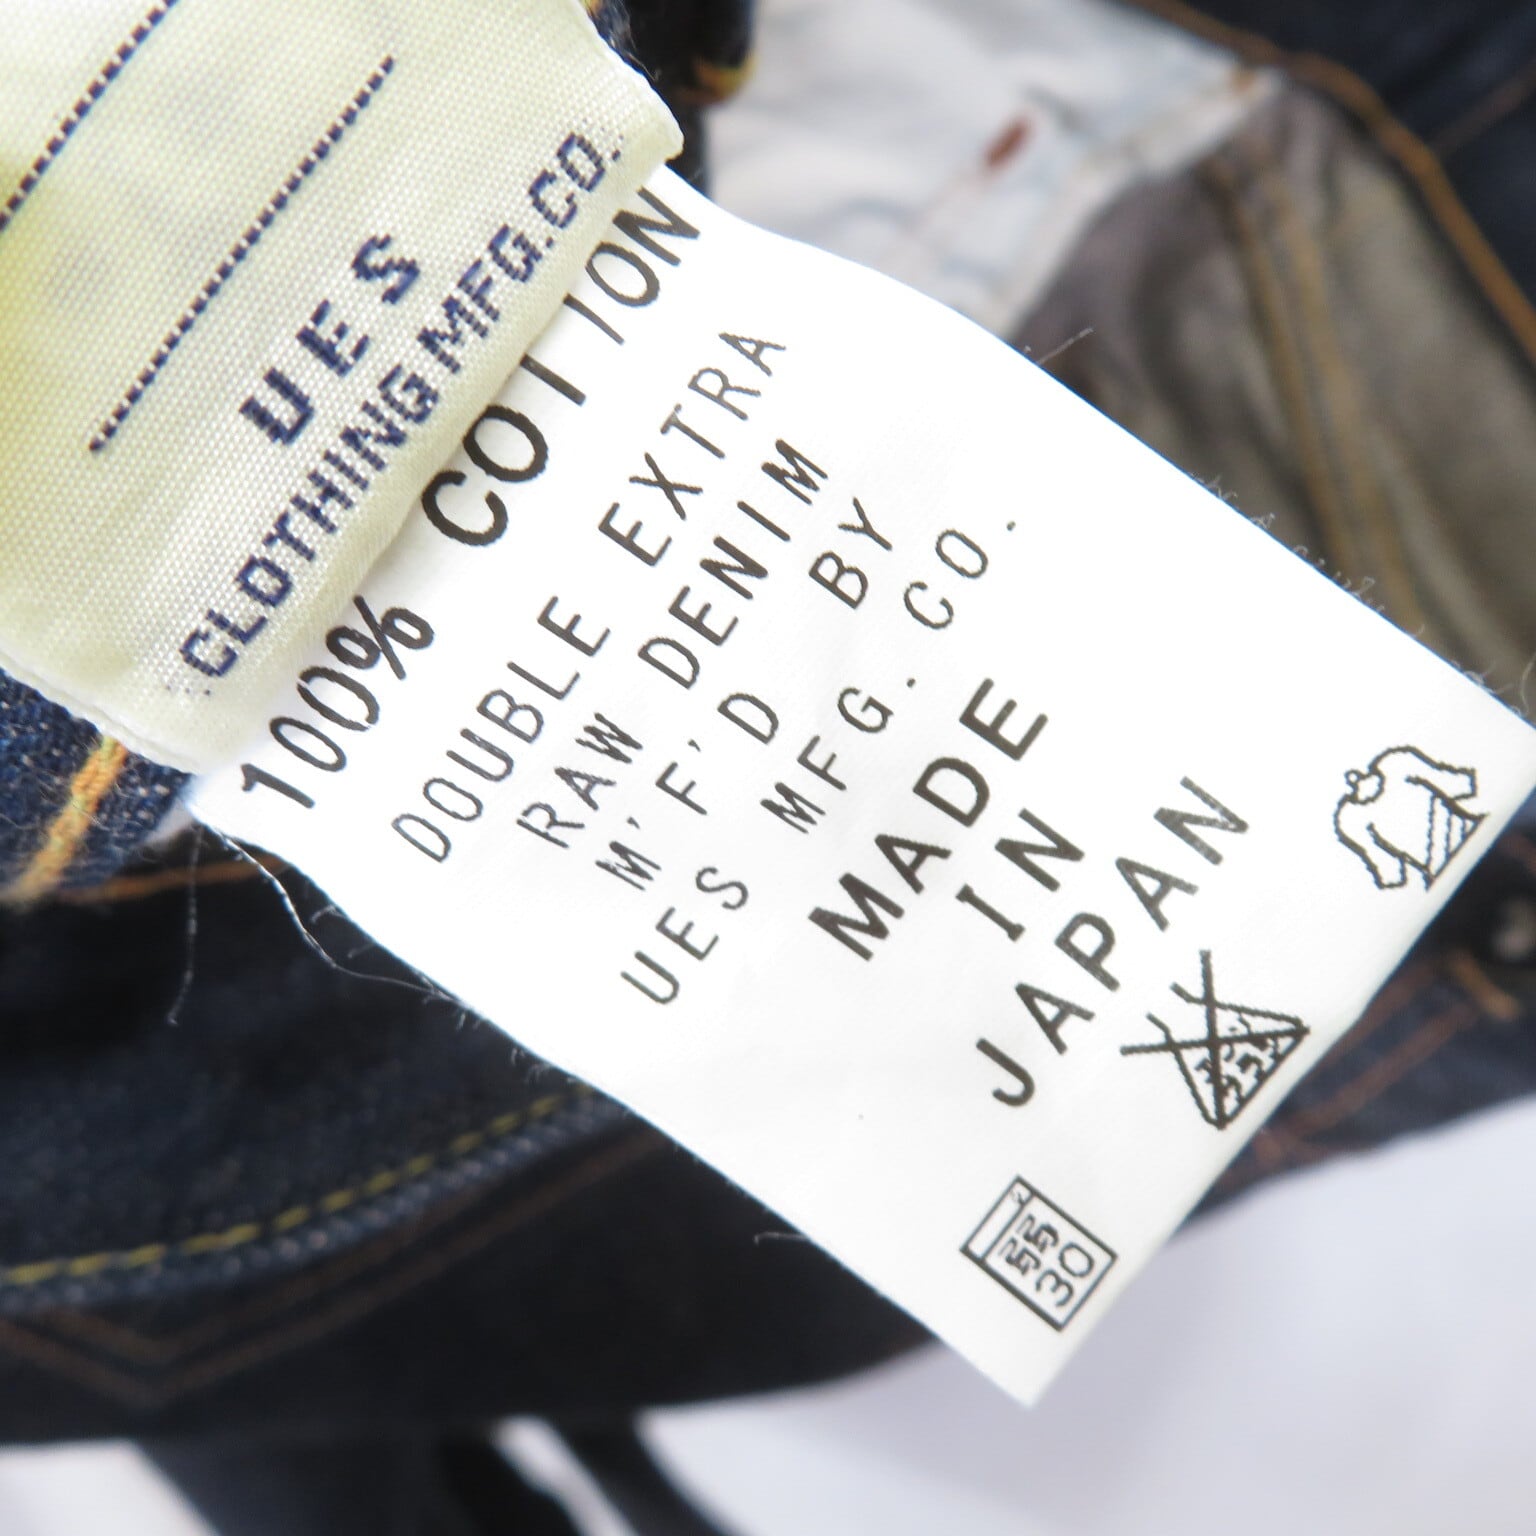 UES
CLOTHING MFG.CO.
100% COTTON
DOUBLE EXTRA
RAW DENIM
M'F'D BY
UES MFG. CO.
MADE
IN
JAPAN
弱
30